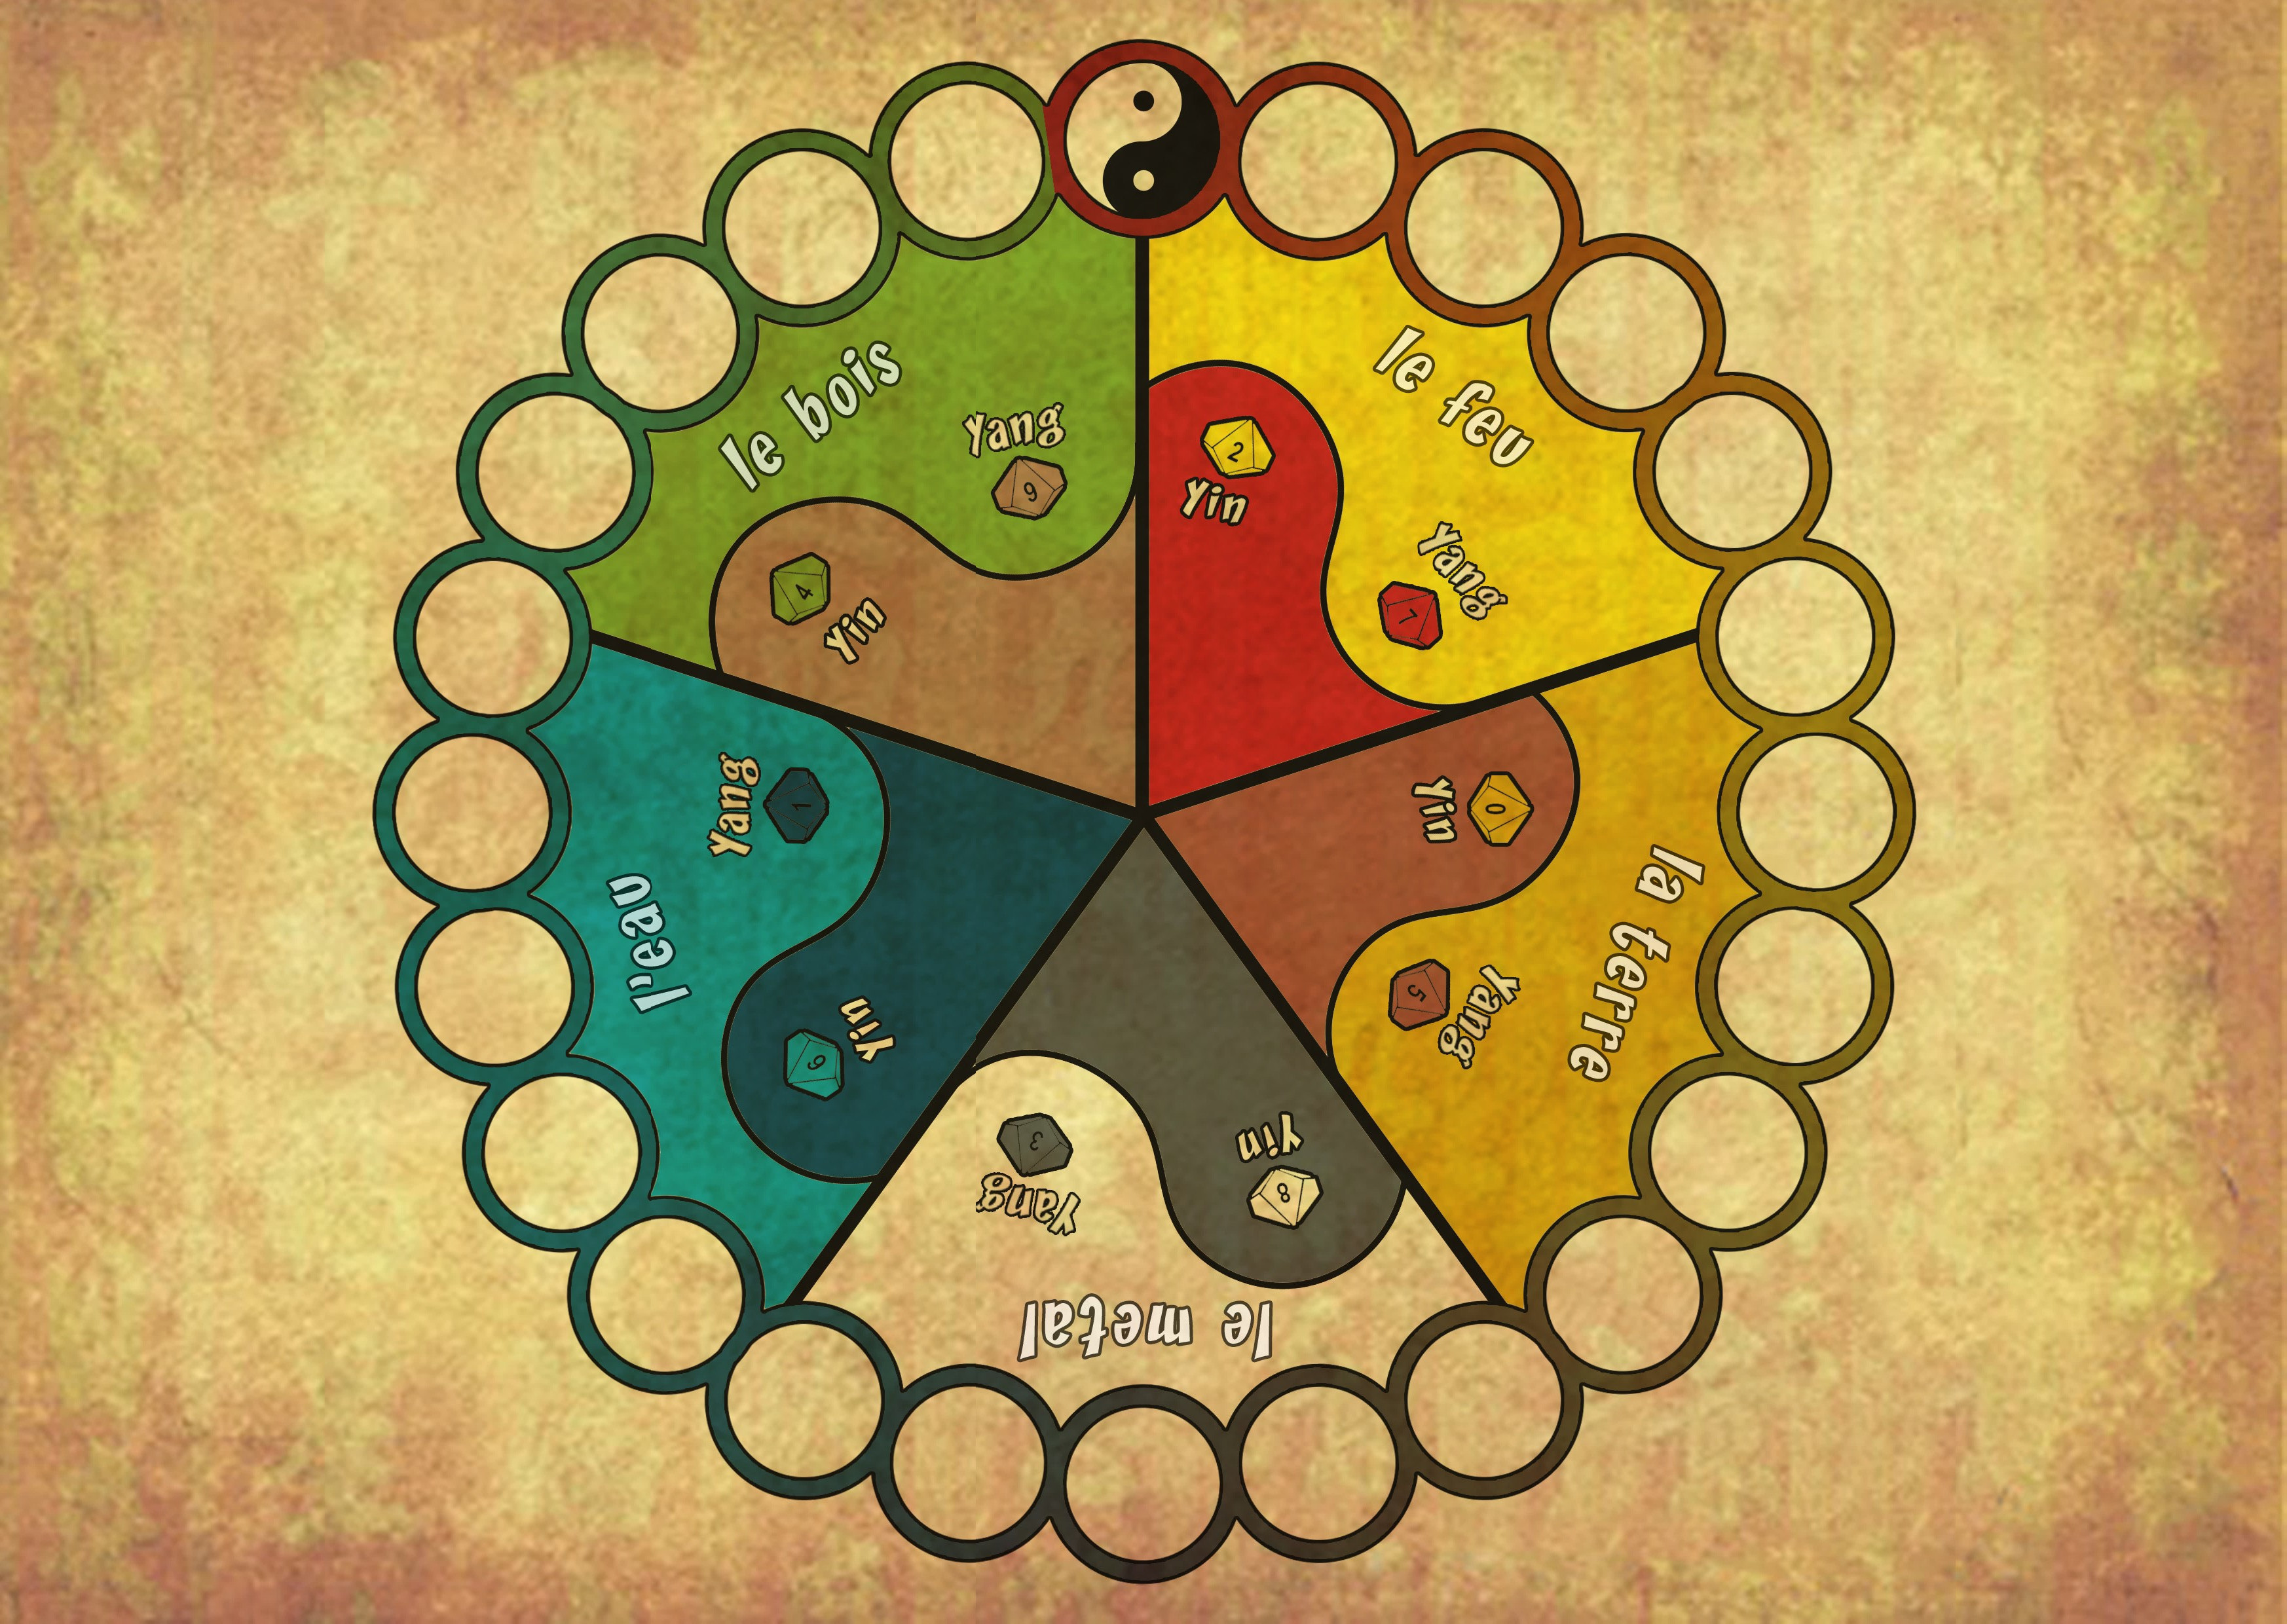 le feu
2
Yin
Yang
7
la terre
Yin
0
Yang
5
le metal
Yin
8
Yang
3
l'eau
Yin
6
Yang
1
le bois
Yin
4
Yang
9